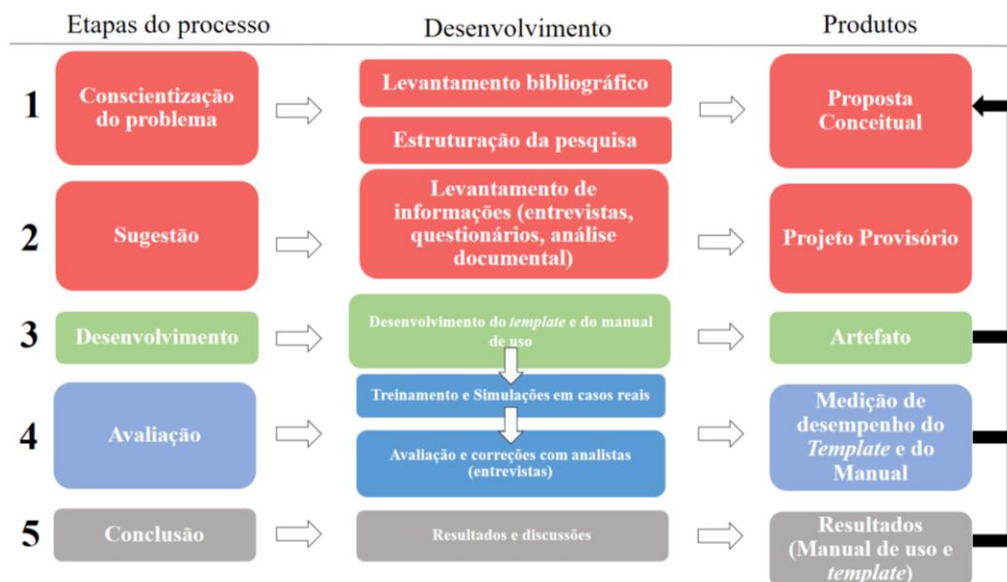 Etapas do processo
Desenvolvimento
Produtos
1
Conscientização
do problema
Levantamento bibliográfico
Estruturação da pesquisa
Proposta
Conceitual
2
Sugestão
Levantamento de
informações (entrevistas,
questionários, análise
documental)
Projeto Provisório
3
Desenvolvimento
Desenvolvimento do template e do manual
de uso
Artefato
4
Avaliação
Treinamento e Simulações em casos reais
Avaliação e correções com analistas
(entrevistas)
Medição de
desempenho do
Template e do
Manual
5
Conclusão
Resultados e discussões
Resultados
(Manual de uso e
template)